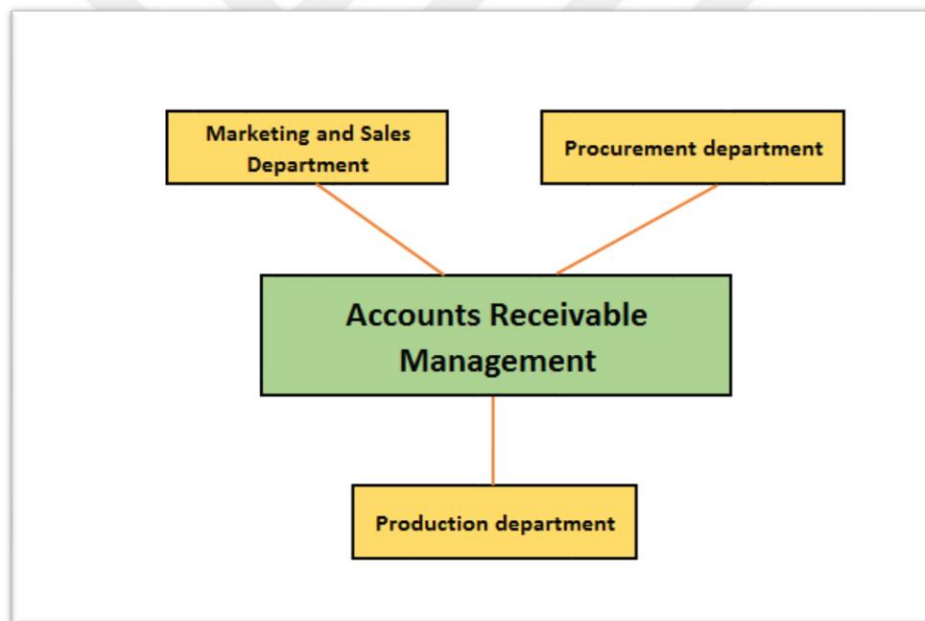 Marketing and Sales
Department
Procurement department
Accounts Receivable
Management
Production department